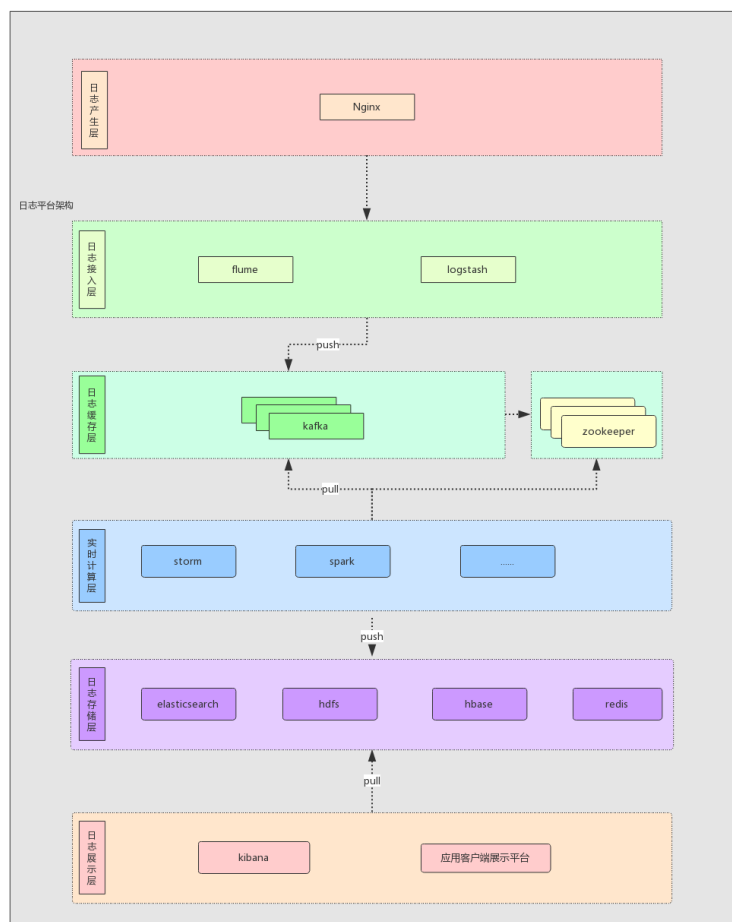 日志产生层
Nginx
日志平台架构
日志接入层
flume
logstash
push
日志缓存层
kafka
zookeeper
pull
实时计算层
storm
spark
......
push
日志存储层
elasticsearch
hdfs
hbase
redis
pull
日志展示层
kibana
应用客户端展示平台